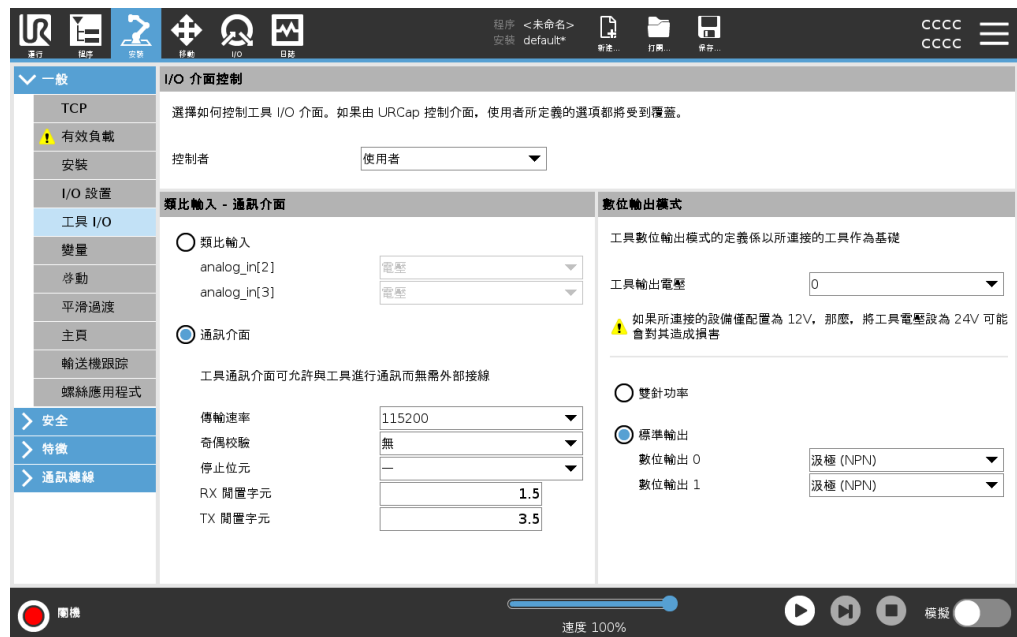 程序 <未命名>
安裝 default*
cccc
cccc
運行 程序 安裝 移動 I/O 日誌 新建... 打開... 保存...
一般
TCP
有效負載
安裝
I/O 設置
工具 I/O
變量
啓動
平滑過渡
主頁
輸送機跟踪
螺絲應用程式
安全
特徵
通訊總線
I/O 介面控制
選擇如何控制工具 I/O 介面。如果由 URCap 控制介面，使用者所定義的選項都將受到覆蓋。
控制者 使用者
類比輸入 - 通訊介面
類比輸入
analog_in[2] 電壓
analog_in[3] 電壓
通訊介面
工具通訊介面可允許與工具進行通訊而無需外部接線
傳輸速率 115200
奇偶校驗 無
停止位元 一
RX 閒置字元 1.5
TX 閒置字元 3.5
數位輸出模式
工具數位輸出模式的定義係以所連接的工具作為基礎
工具輸出電壓 0
如果所連接的設備僅配置為 12V，那麼，將工具電壓設為 24V 可能
會對其造成損害
雙針功率
標準輸出
數位輸出 0 汲極 (NPN)
數位輸出 1 汲極 (NPN)
關機
速度 100%
模擬